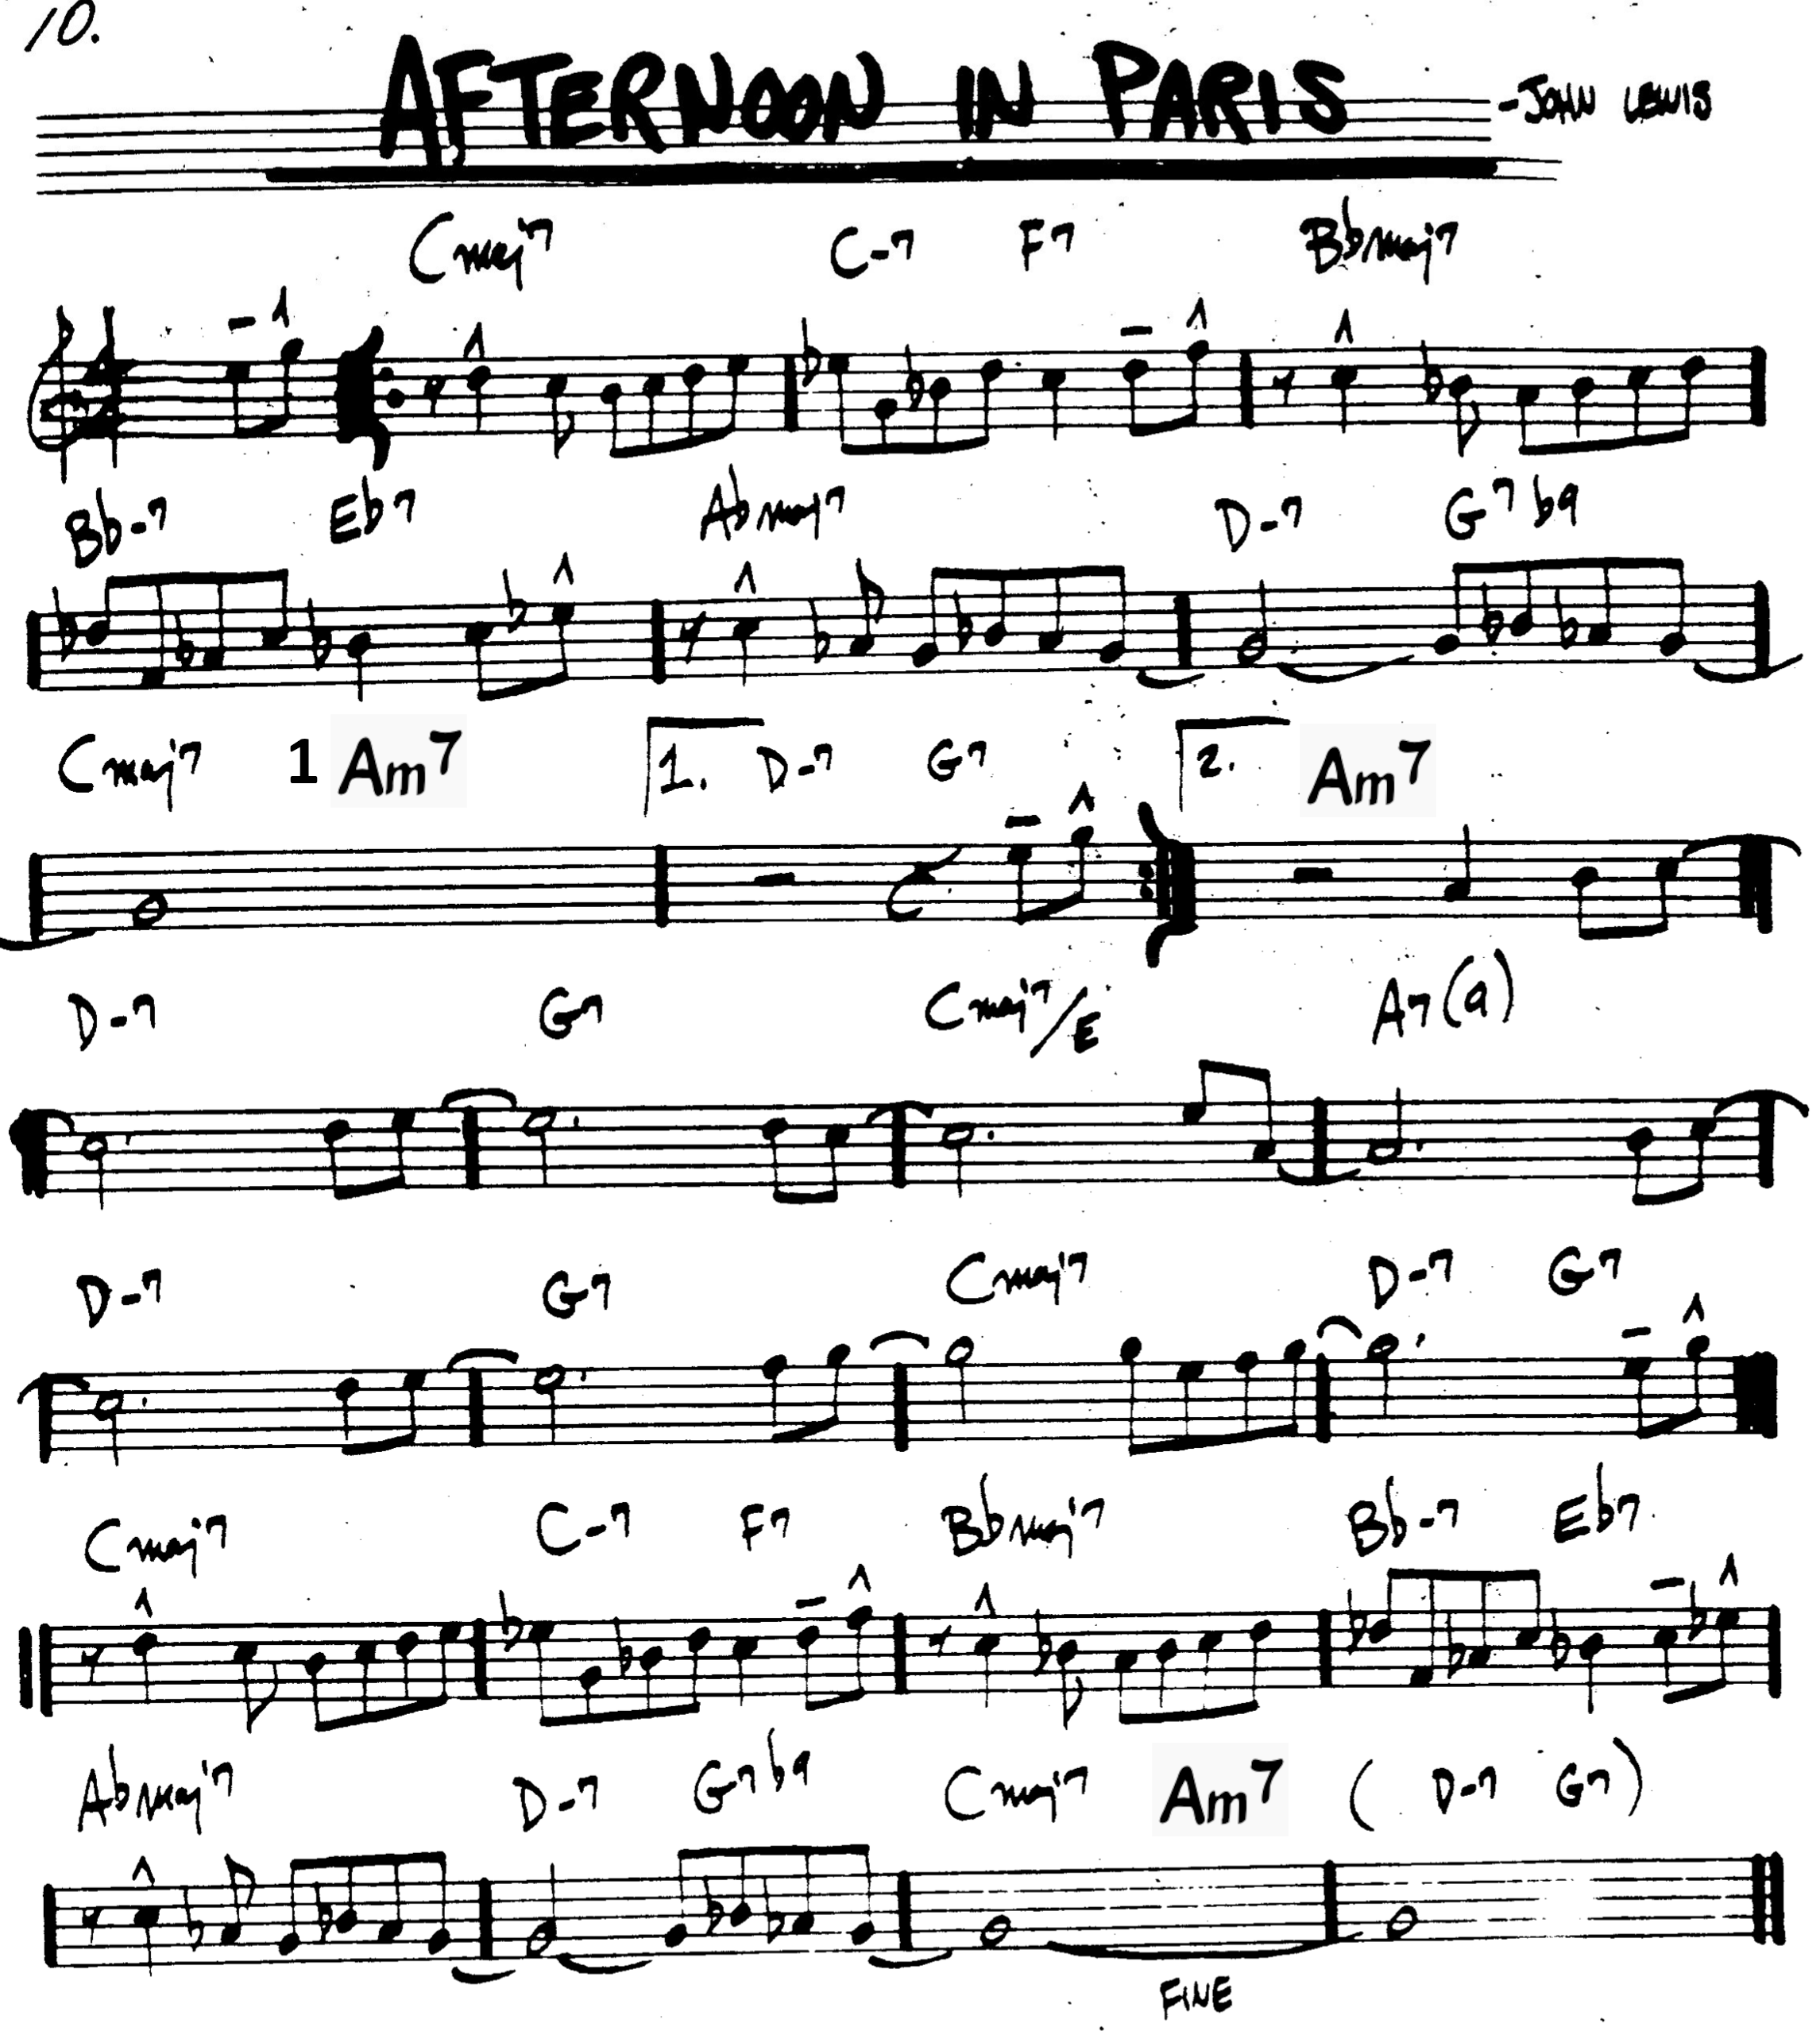 10.
AFTERNOON IN PARIS
-JOHN LEWIS
Cmaj7 C-7 F7 Bbmaj7
Bb-7 Eb7 Abmaj7 D-7 G7b9
Cmaj7 1 Am7 1. D-7 G7 2. Am7
D-7 G7 Cmaj7/E A7(9)
D-7 G7 Cmaj7 D-7 G7
Cmaj7 C-7 F7 Bbmaj7 Bb-7 Eb7
Abmaj7 D-7 G7b9 Cmaj7 Am7 ( D-7 G7)
FINE